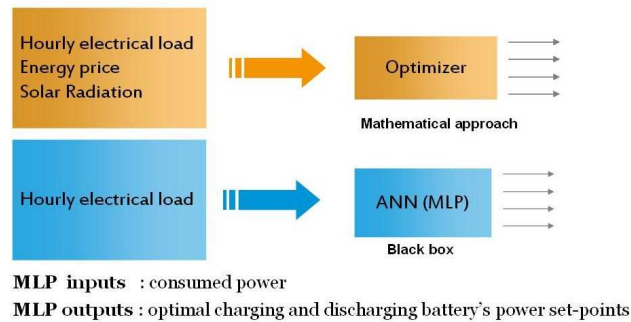 Hourly electrical load
Energy price
Solar Radiation
Optimizer
Mathematical approach
Hourly electrical load
ANN (MLP)
Black box
MLP inputs : consumed power
MLP outputs : optimal charging and discharging battery's power set-points